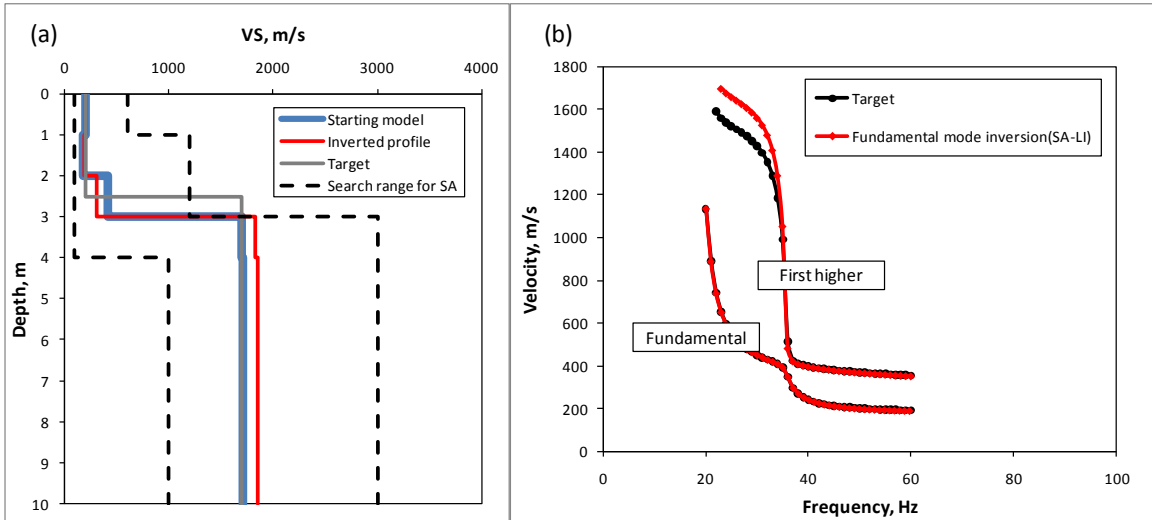 (a)
VS, m/s
0 1000 2000 3000 4000
0
1
2
3
4
5
6
7
8
9
10
Depth, m
Starting model
Inverted profile
Target
Search range for SA
(b)
1800
1600
1400
1200
1000
800
600
400
200
0
Velocity, m/s
Target
Fundamental mode inversion(SA-LI)
First higher
Fundamental
0 20 40 60 80 100
Frequency, Hz